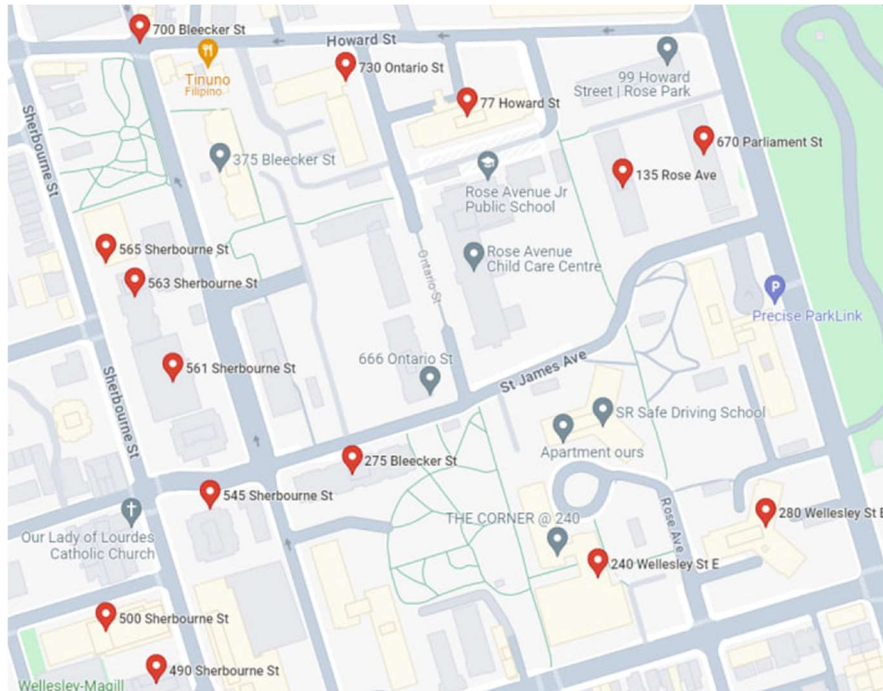 700 Bleecker St
Howard St
Tinuno
Filipino
730 Ontario St
99 Howard
Street | Rose Park
77 Howard St
670 Parliament St
Sherbourne St
375 Bleecker St
Rose Avenue Jr
Public School
135 Rose Ave
565 Sherbourne St
Rose Avenue
Child Care Centre
Ontario St
563 Sherbourne St
P
Precise ParkLink
561 Sherbourne St
666 Ontario St
St James Ave
Sherbourne St
SR Safe Driving School
Apartment ours
275 Bleecker St
545 Sherbourne St
280 Wellesley St E
Our Lady of Lourdes
Catholic Church
THE CORNER @ 240
Rose Ave
240 Wellesley St E
500 Sherbourne St
490 Sherbourne St
Wellesley-Magill